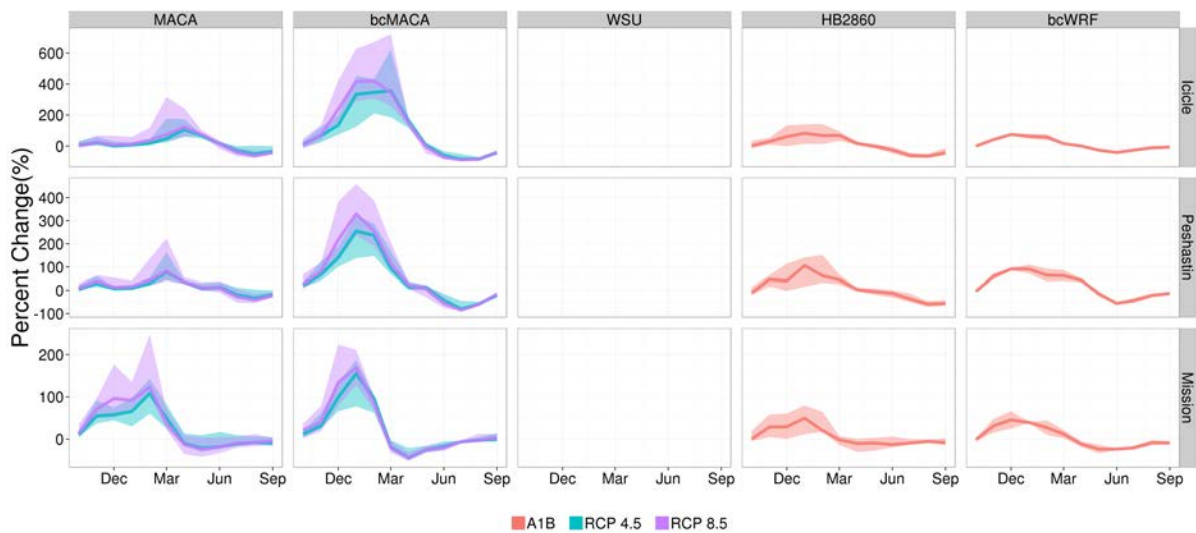 MACA bcMACA WSU HB2860 bcWRF
Percent Change(%)
600
400
200
0
Icicle
400
300
200
100
0
-100
Peshastin
200
100
0
Mission
Dec Mar Jun Sep Dec Mar Jun Sep Dec Mar Jun Sep Dec Mar Jun Sep Dec Mar Jun Sep
A1B RCP 4.5 RCP 8.5